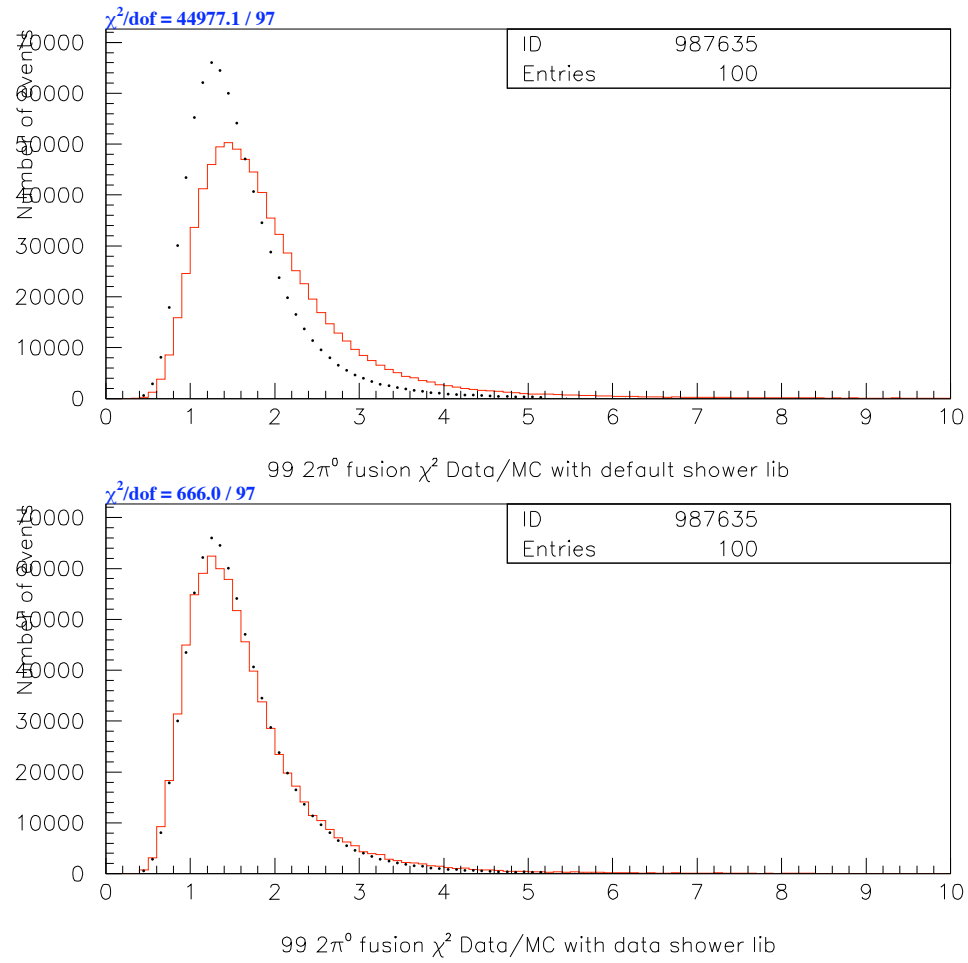 χ²/dof = 44977.1 / 97
ID 987635
Entries 100
Number of events
70000
60000
50000
40000
30000
20000
10000
0
0 1 2 3 4 5 6 7 8 9 10
99 2π⁰ fusion χ² Data/MC with default shower lib
χ²/dof = 666.0 / 97
ID 987635
Entries 100
Number of events
70000
60000
50000
40000
30000
20000
10000
0
0 1 2 3 4 5 6 7 8 9 10
99 2π⁰ fusion χ² Data/MC with data shower lib